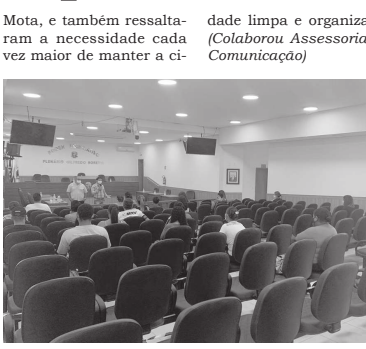 Mota, e também ressalta-
ram a necessidade cada
vez maior de manter a ci-
dade limpa e organiza
(Colaborou Assessoria
Comunicação)